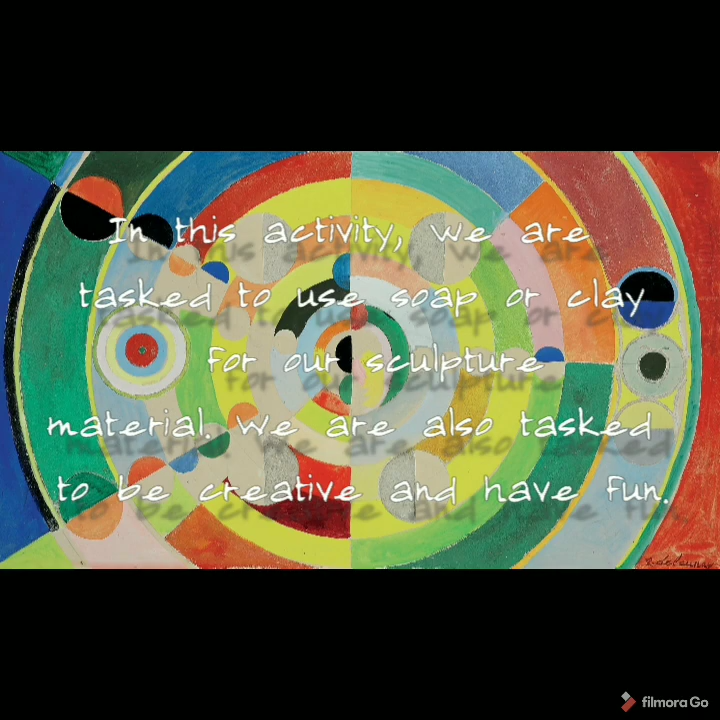 In this activity, we are
tasked to use soap or clay
for our sculpture
material. We are also tasked
to be creative and have fun.
filmora Go